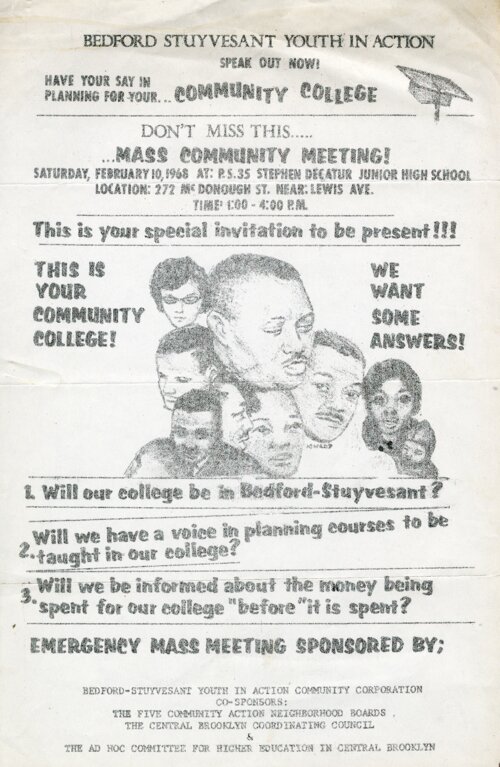 BEDFORD STUYVESANT YOUTH IN ACTION
SPEAK OUT NOW!
HAVE YOUR SAY IN
PLANNING FOR YOUR... COMMUNITY COLLEGE
DON'T MISS THIS.....
...MASS COMMUNITY MEETING!
SATURDAY, FEBRUARY 10, 1968 AT: P.S. 35 STEPHEN DECATUR JUNIOR HIGH SCHOOL
LOCATION: 272 McDONOUGH ST. NEAR: LEWIS AVE.
TIME: 1:00 - 4:00 P.M.
This is your special invitation to be present!!!
THIS IS
YOUR
COMMUNITY
COLLEGE!
WE
WANT
SOME
ANSWERS!
1. Will our college be in Bedford-Stuyvesant?
2. Will we have a voice in planning courses to be
taught in our college?
3. Will we be informed about the money being
spent for our college "before" it is spent?
EMERGENCY MASS MEETING SPONSORED BY;
BEDFORD-STUYVESANT YOUTH IN ACTION COMMUNITY CORPORATION
CO-SPONSORS:
THE FIVE COMMUNITY ACTION NEIGHBORHOOD BOARDS
THE CENTRAL BROOKLYN COORDINATING COUNCIL
&
THE AD HOC COMMITTEE FOR HIGHER EDUCATION IN CENTRAL BROOKLYN